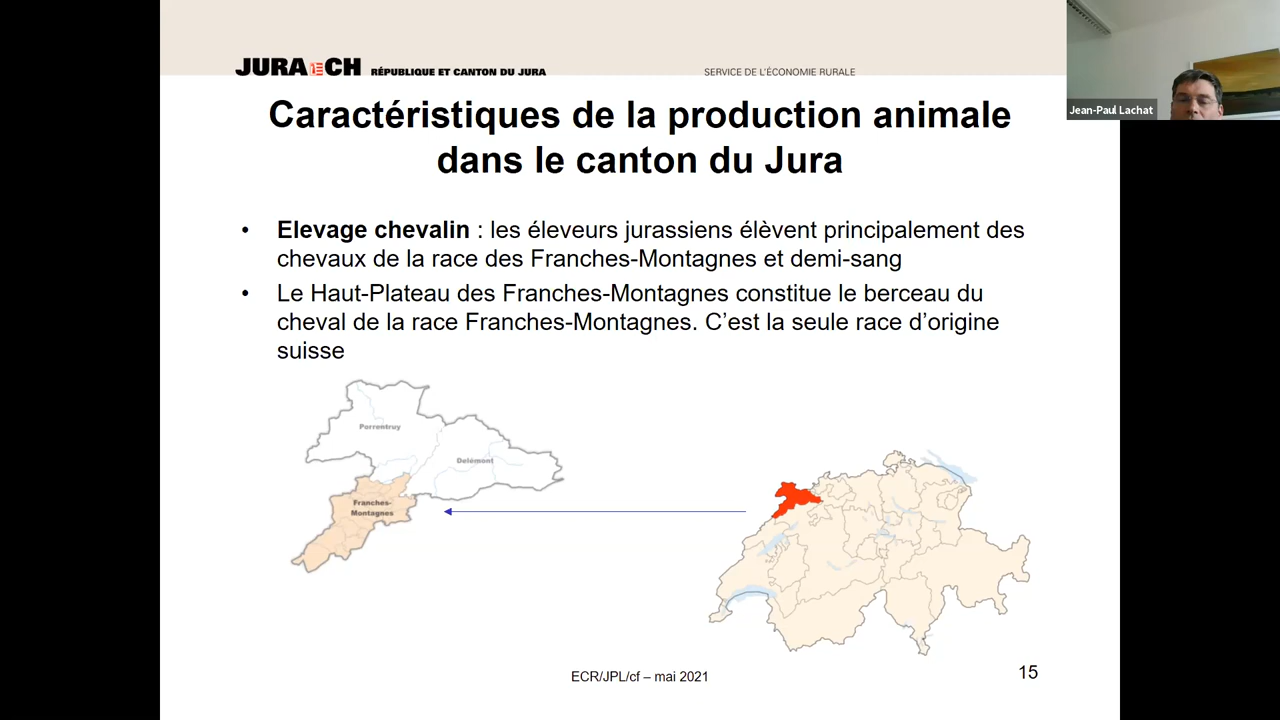 JURA CH RÉPUBLIQUE ET CANTON DU JURA
SERVICE DE L'ÉCONOMIE RURALE
Jean-Paul Lachat
Caractéristiques de la production animale
dans le canton du Jura
• Elevage chevalin : les éleveurs jurassiens élèvent principalement des
chevaux de la race des Franches-Montagnes et demi-sang
• Le Haut-Plateau des Franches-Montagnes constitue le berceau du
cheval de la race Franches-Montagnes. C’est la seule race d’origine
suisse
Porrentruy
Delémont
Franches-
Montagnes
ECR/JPL/cf – mai 2021
15